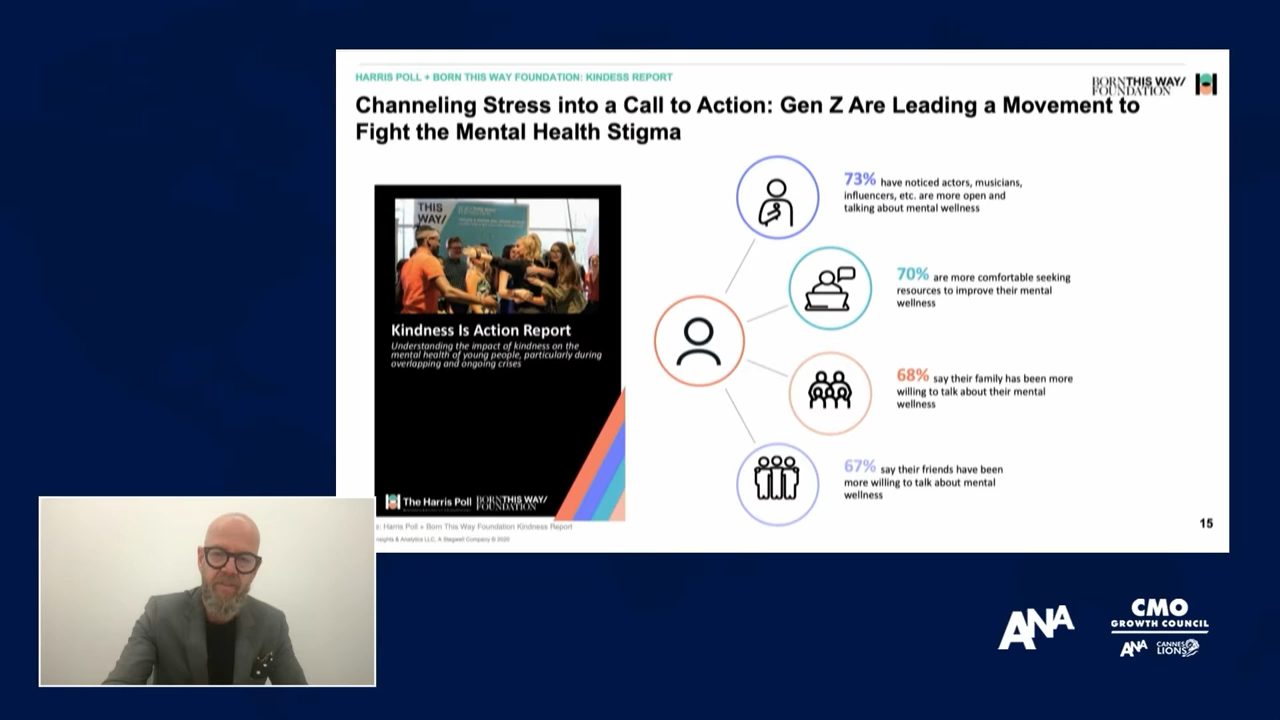 HARRIS POLL + BORN THIS WAY FOUNDATION: KINDESS REPORT
BORNTHIS WAY/
FOUNDATION
Channeling Stress into a Call to Action: Gen Z Are Leading a Movement to
Fight the Mental Health Stigma
THIS
WAY/
Kindness Is Action Report
Understanding the impact of kindness on the
mental health of young people, particularly during
overlapping and ongoing crises
The Harris Poll
BORNTHIS WAY/
FOUNDATION
73% have noticed actors, musicians,
influencers, etc. are more open and
talking about mental wellness
70% are more comfortable seeking
resources to improve their mental
wellness
68% say their family has been more
willing to talk about their mental
wellness
67% say their friends have been
more willing to talk about mental
wellness
: Harris Poll + Born This Way Foundation Kindness Report
Insights & Analytics LLC, A Stagwell Company © 2020
15
ANA
CMO
GROWTH COUNCIL
ANA
CANNES
LIONS